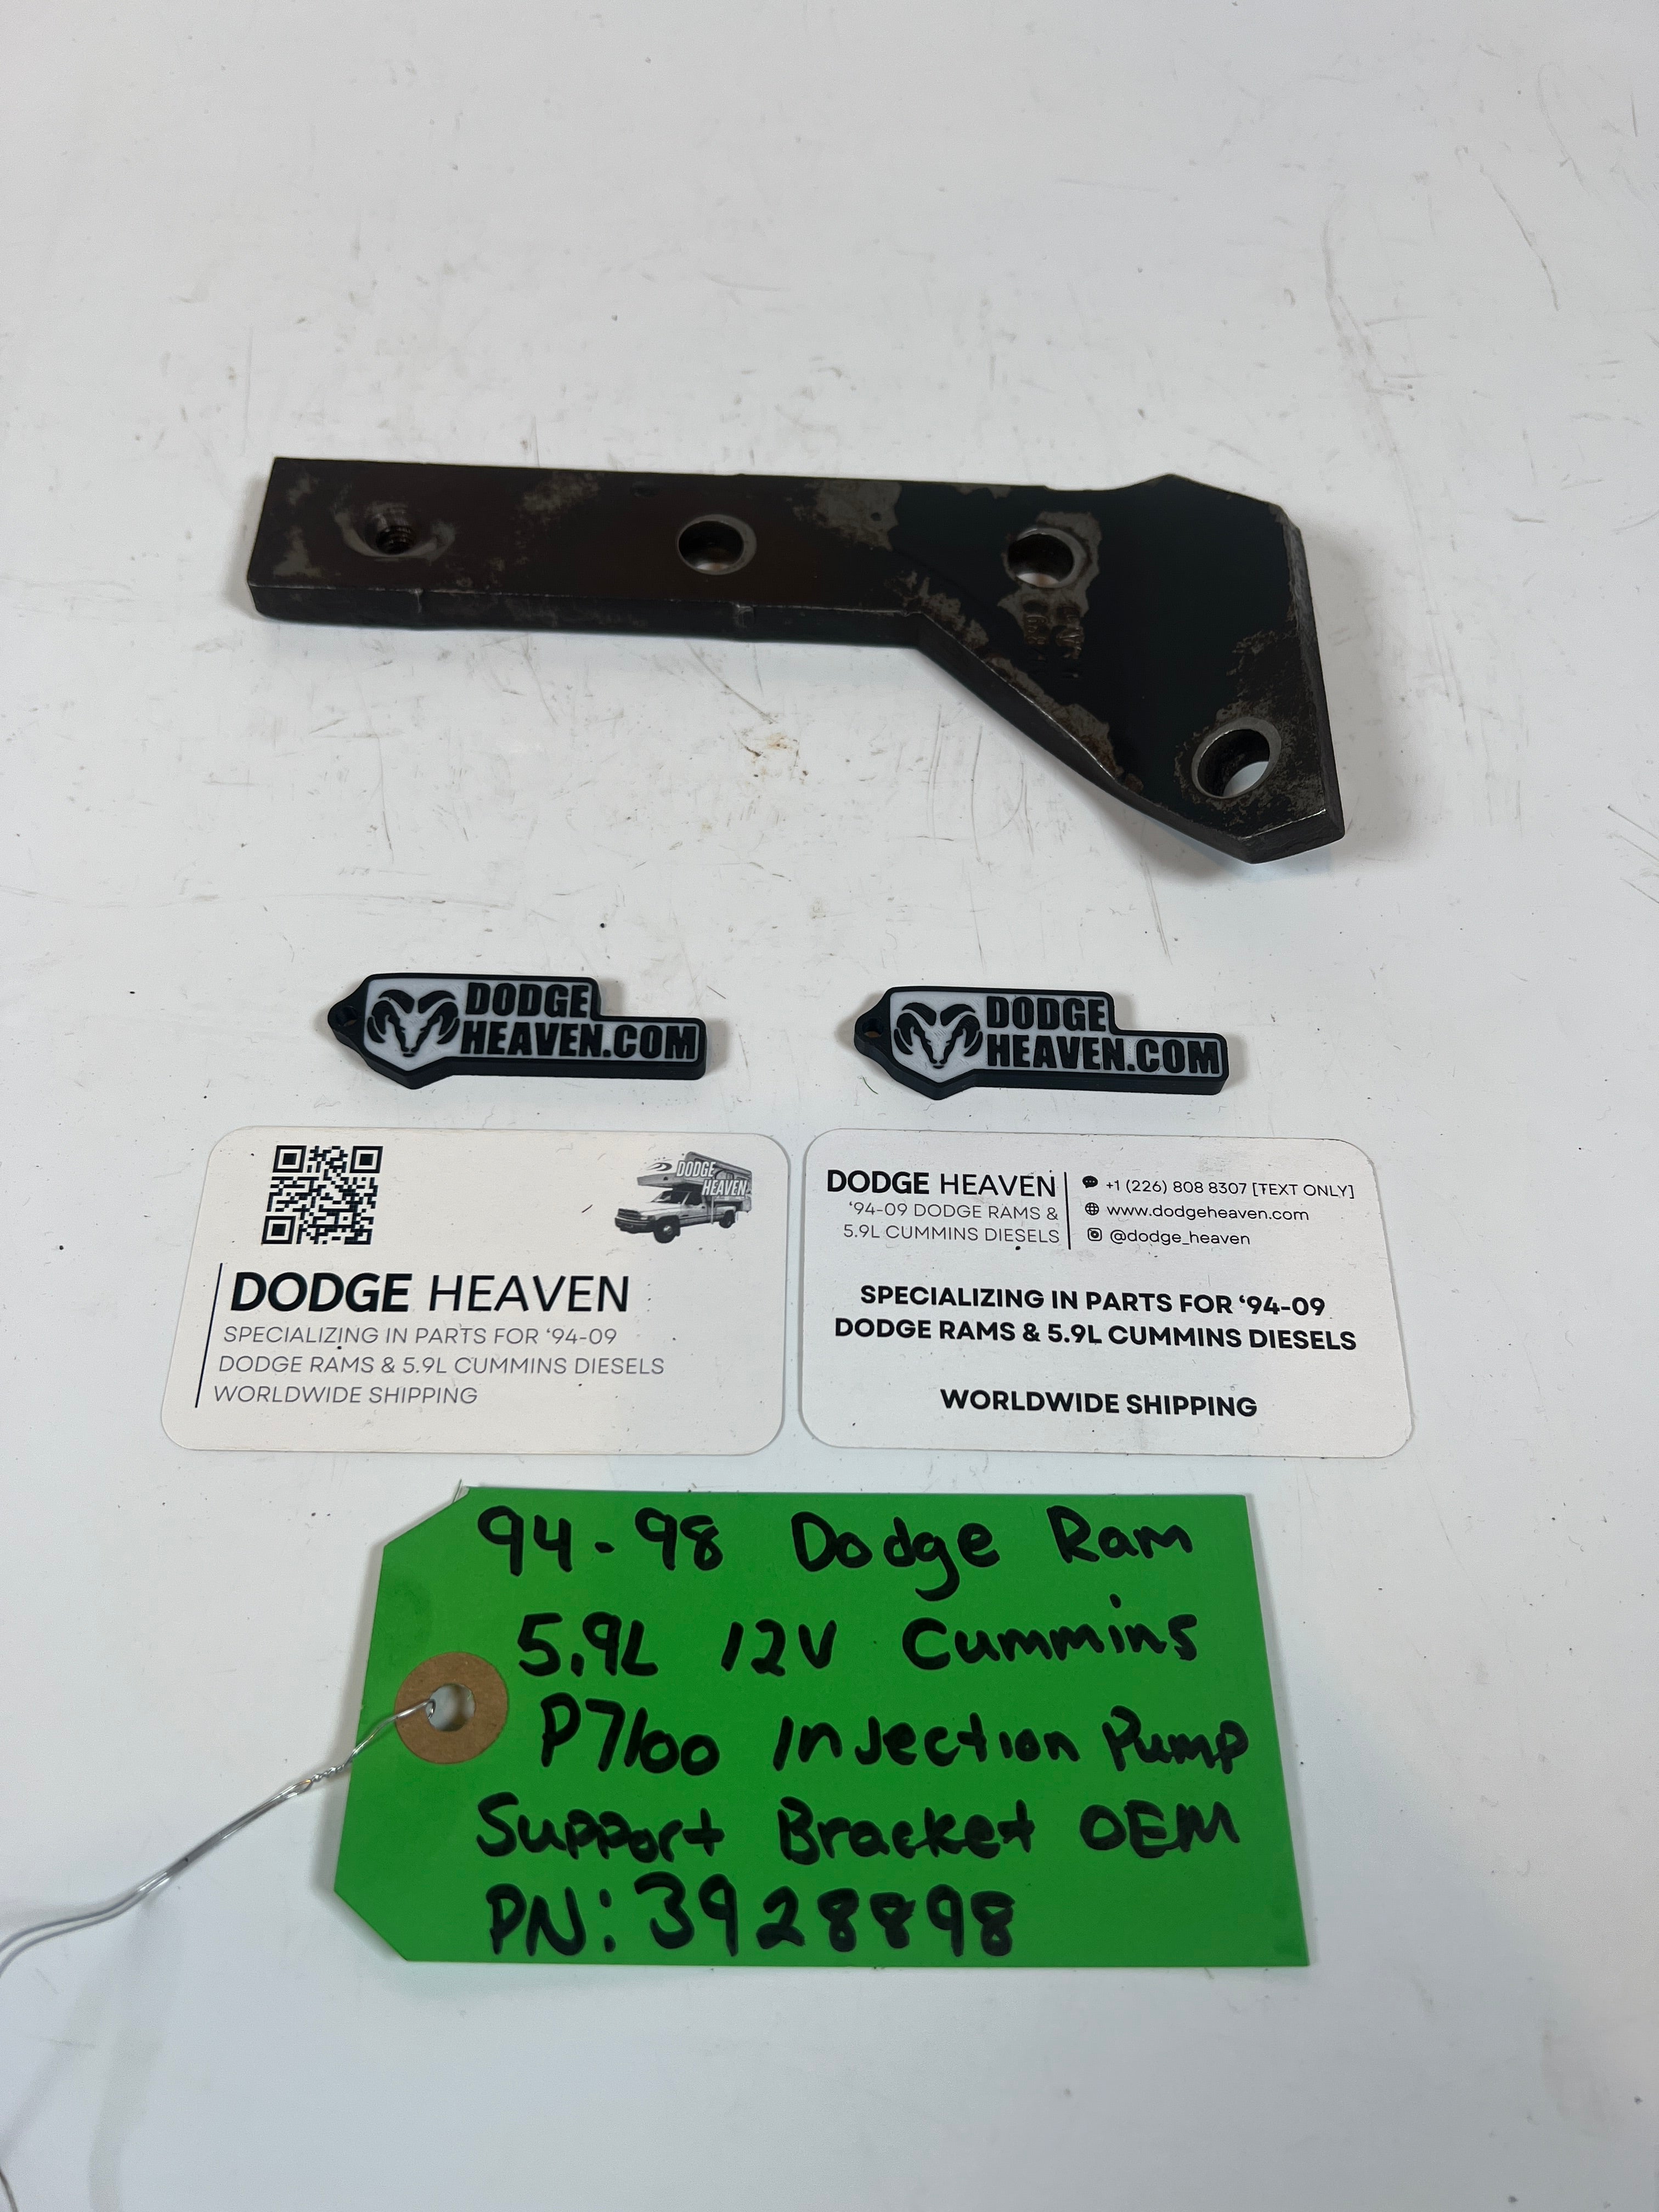 DODGE
HEAVEN.COM
DODGE
HEAVEN.COM
DODGE
HEAVEN
DODGE HEAVEN
SPECIALIZING IN PARTS FOR ‘94-09
DODGE RAMS & 5.9L CUMMINS DIESELS
WORLDWIDE SHIPPING
DODGE HEAVEN
‘94-09 DODGE RAMS &
5.9L CUMMINS DIESELS
+1 (226) 808 8307 [TEXT ONLY]
www.dodgeheaven.com
@dodge_heaven
SPECIALIZING IN PARTS FOR ‘94-09
DODGE RAMS & 5.9L CUMMINS DIESELS
WORLDWIDE SHIPPING
94-98 Dodge Ram
5.9L 12V Cummins
P7100 Injection Pump
Support Bracket OEM
PN: 3928898